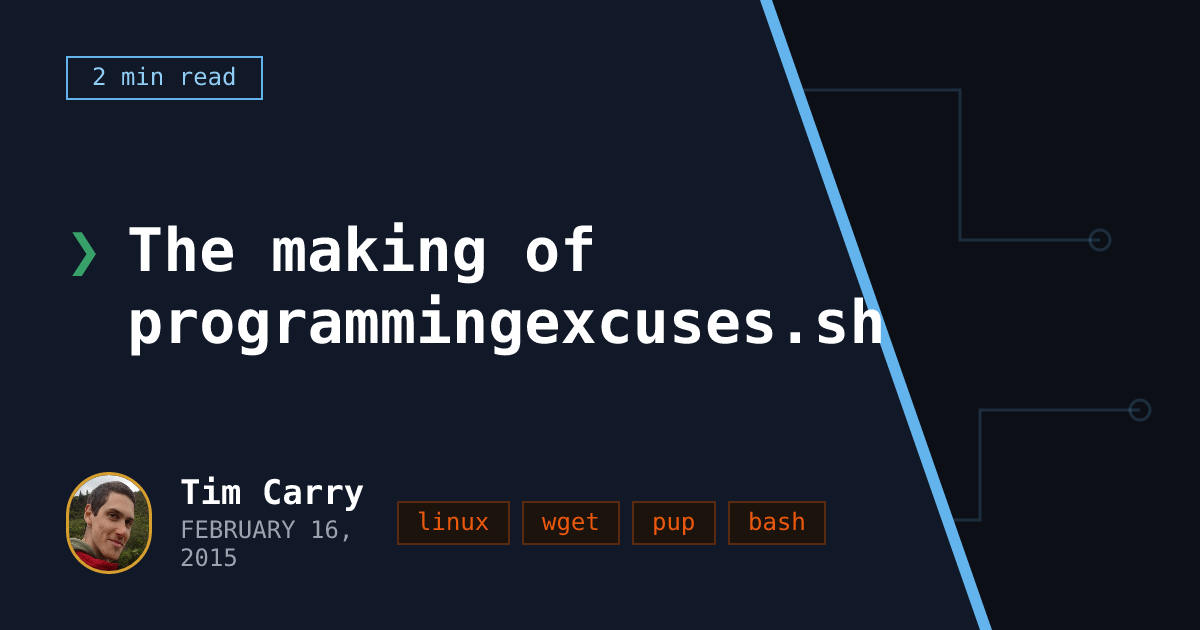 2 min read
❯ The making of
programmingexcuses.sh
Tim Carry
FEBRUARY 16,
2015
linux
wget
pup
bash